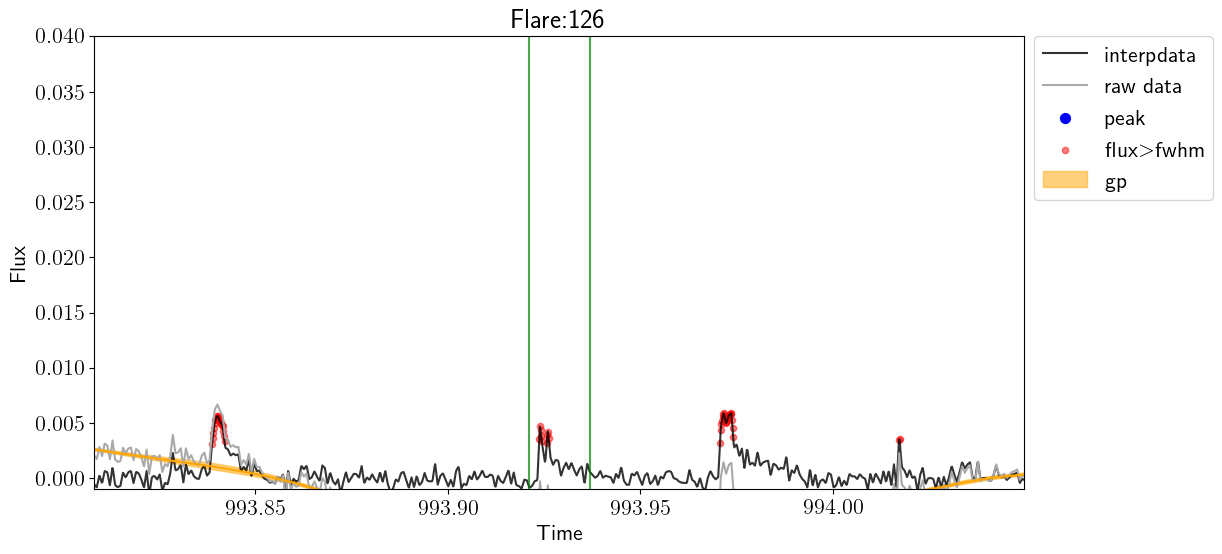 Flare:126
0.040
0.035
0.030
0.025
0.020
0.015
0.010
0.005
0.000
Flux
993.85 993.90 993.95 994.00
Time
interpdata
raw data
peak
flux>fwhm
gp